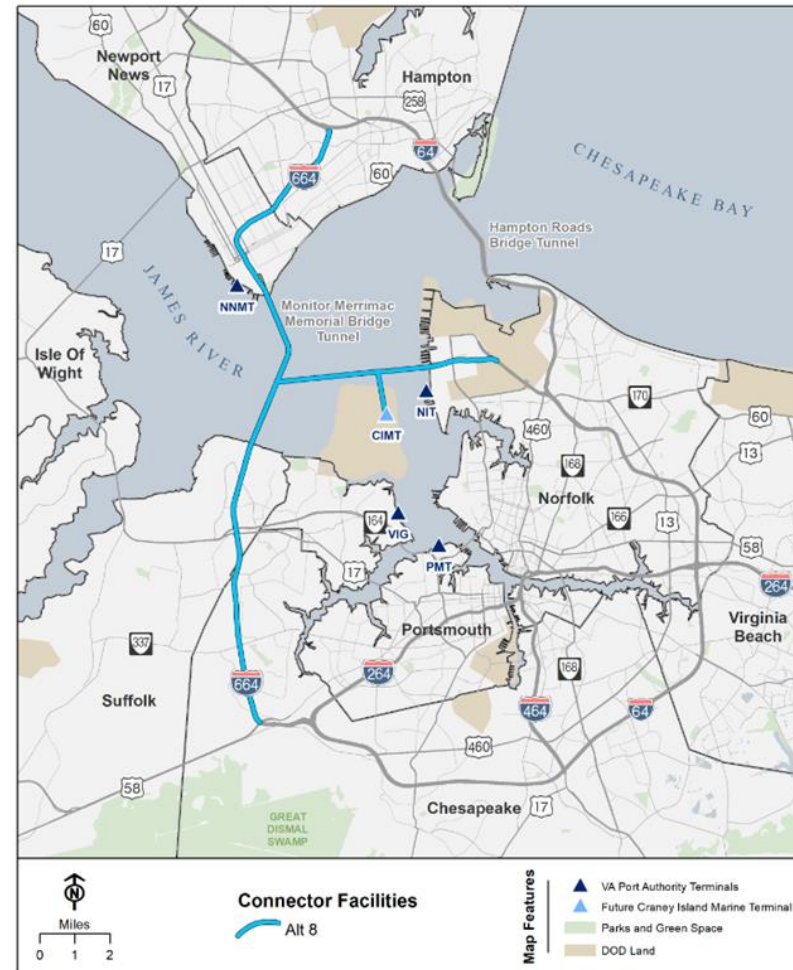 60
Newport
News
17
Hampton
258
64
664
60
CHESAPEAKE BAY
Hampton Roads
Bridge Tunnel
17
JAMES RIVER
NNMT
Monitor Merrimac
Memorial Bridge
Tunnel
Isle Of
Wight
NIT
CIMT
170
60
460
13
168
Norfolk
164
VIG
166
13
17
PMT
58
264
Virginia
Beach
337
Portsmouth
Suffolk
664
264
168
464
64
460
58
Chesapeake
17
GREAT
DISMAL
SWAMP
N
Miles
0 1 2
Connector Facilities
Alt 8
Map Features
VA Port Authority Terminals
Future Craney Island Marine Terminal
Parks and Green Space
DOD Land